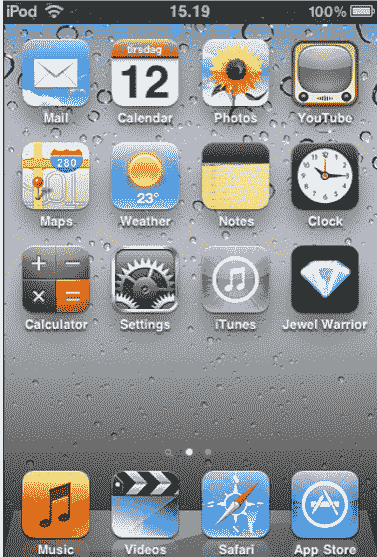 iPod 15.19 100%
tirsdag
12
Mail Calendar Photos YouTube
280
23°
Maps Weather Notes Clock
Calculator Settings iTunes Jewel Warrior
Music Videos Safari App Store